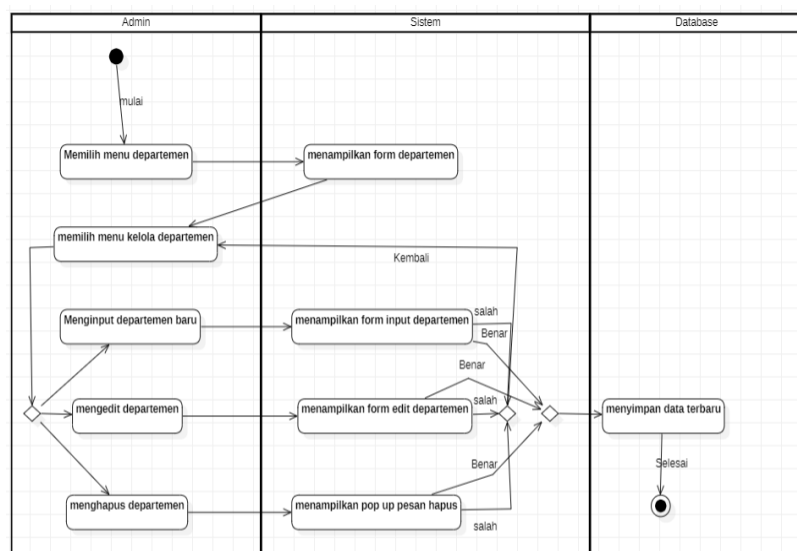 Admin
Sistem
Database
mulai
Memilih menu departemen
menampilkan form departemen
memilih menu kelola departemen
Kembali
Menginput departemen baru
menampilkan form input departemen
salah
Benar
Benar
mengedit departemen
menampilkan form edit departemen
salah
menyimpan data terbaru
Benar
Selesai
menghapus departemen
menampilkan pop up pesan hapus
salah